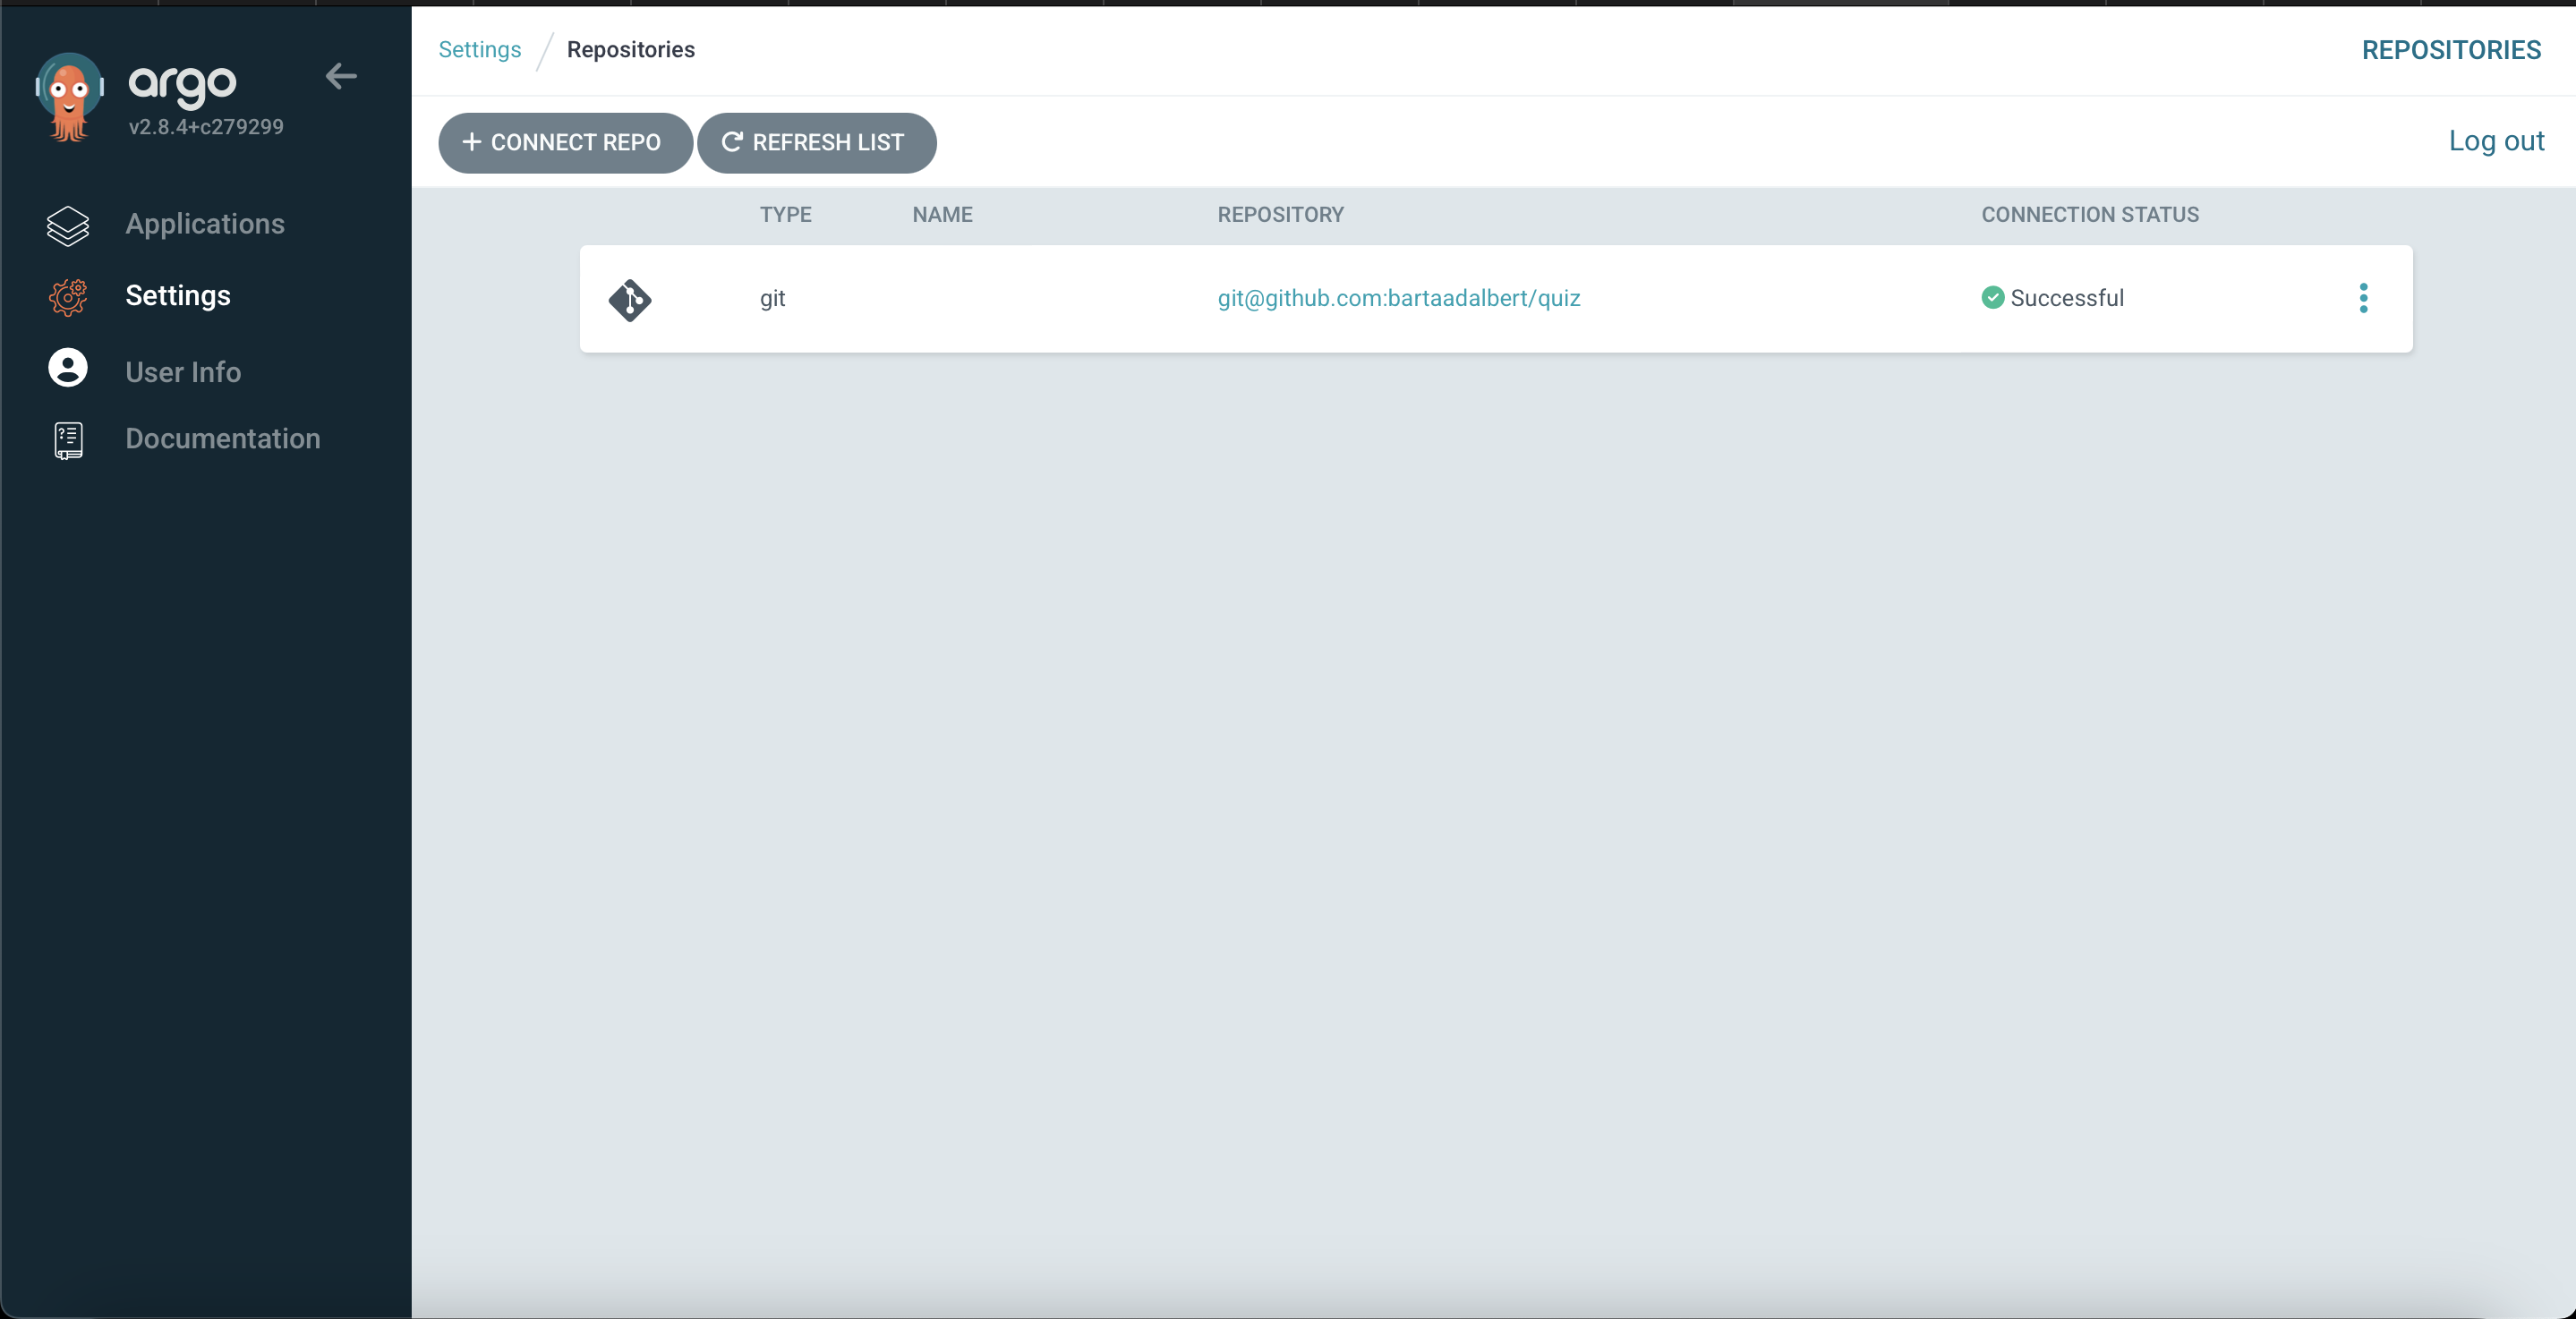 argo
v2.8.4+c279299
Applications
Settings
User Info
Documentation
Settings / Repositories
REPOSITORIES
+ CONNECT REPO
REFRESH LIST
Log out
TYPE NAME REPOSITORY CONNECTION STATUS
git git@github.com:bartaadalbert/quiz Successful